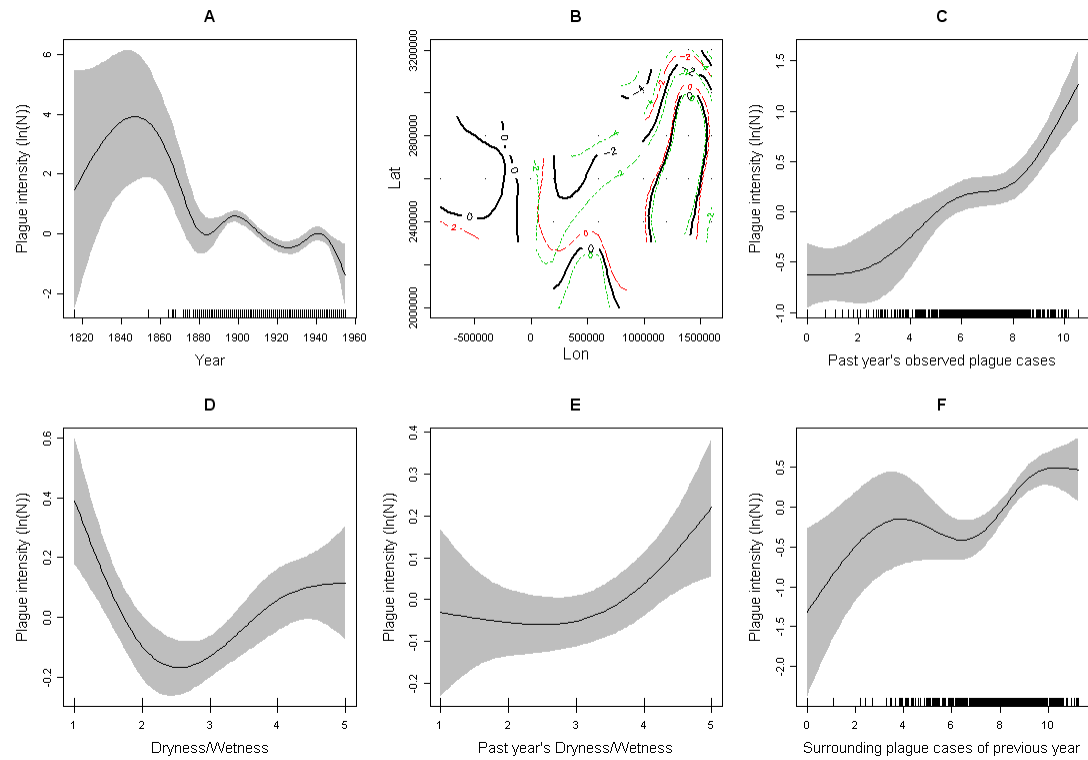 A
B
C
Plague intensity (ln(N))
6
4
2
0
-2
1820 1840 1860 1880 1900 1920 1940 1960
Year
Lat
3200000
2800000
2400000
2000000
-500000 0 500000 1000000 1500000
Lon
Plague intensity (ln(N))
1.5
1.0
0.5
0.0
-0.5
-1.0
0 2 4 6 8 10
Past year's observed plague cases
D
E
F
Plague intensity (ln(N))
0.6
0.4
0.2
0.0
-0.2
1 2 3 4 5
Dryness/Wetness
Plague intensity (ln(N))
0.4
0.3
0.2
0.1
0.0
-0.1
-0.2
1 2 3 4 5
Past year's Dryness/Wetness
Plague intensity (ln(N))
0.5
0.0
-0.5
-1.0
-1.5
-2.0
0 2 4 6 8 10
Surrounding plague cases of previous year